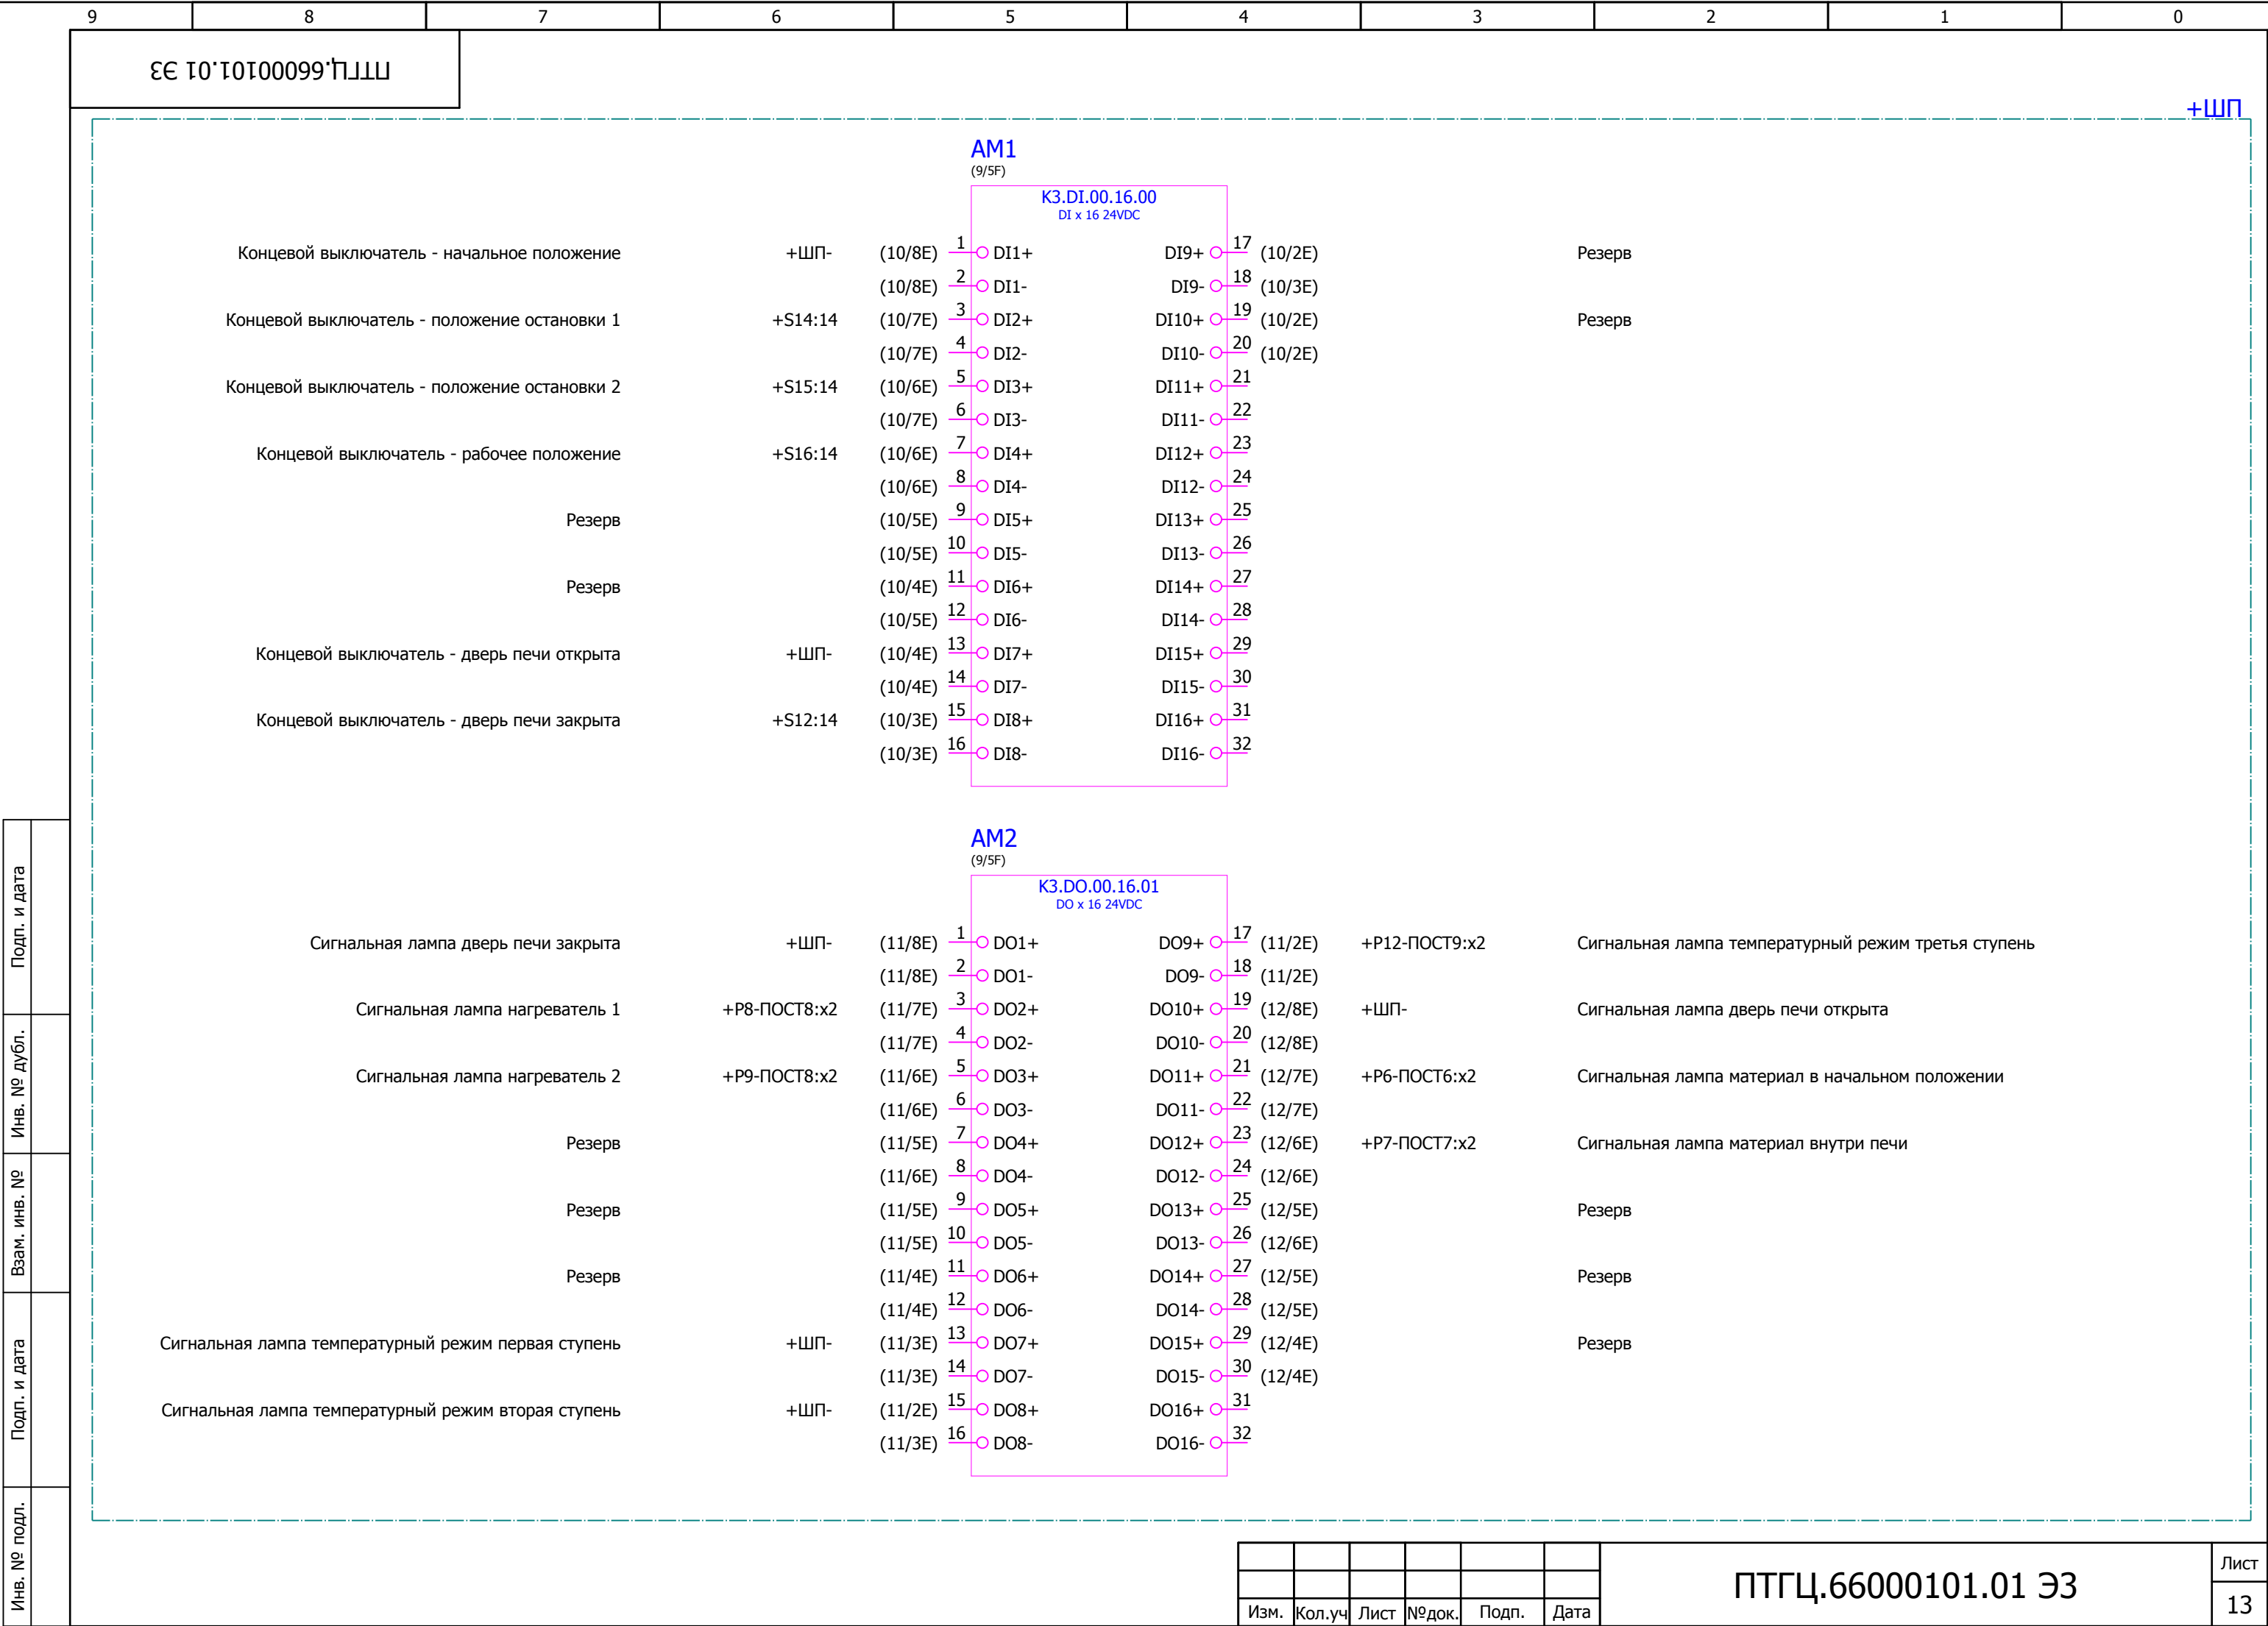 9 8 7 6 5 4 3 2 1 0
ПТГЦ.66000101.01 ЭЗ
+ШП
AM1
(9/5F)
K3.DI.00.16.00
DI x 16 24VDC
Концевой выключатель - начальное положение +ШП- (10/8E) 1 DI1+ DI9+ 17 (10/2E) Резерв
(10/8E) 2 DI1- DI9- 18 (10/3E)
Концевой выключатель - положение остановки 1 +S14:14 (10/7E) 3 DI2+ DI10+ 19 (10/2E) Резерв
(10/7E) 4 DI2- DI10- 20 (10/2E)
Концевой выключатель - положение остановки 2 +S15:14 (10/6E) 5 DI3+ DI11+ 21
(10/7E) 6 DI3- DI11- 22
Концевой выключатель - рабочее положение +S16:14 (10/6E) 7 DI4+ DI12+ 23
(10/6E) 8 DI4- DI12- 24
Резерв (10/5E) 9 DI5+ DI13+ 25
(10/5E) 10 DI5- DI13- 26
Резерв (10/4E) 11 DI6+ DI14+ 27
(10/5E) 12 DI6- DI14- 28
Концевой выключатель - дверь печи открыта +ШП- (10/4E) 13 DI7+ DI15+ 29
(10/4E) 14 DI7- DI15- 30
Концевой выключатель - дверь печи закрыта +S12:14 (10/3E) 15 DI8+ DI16+ 31
(10/3E) 16 DI8- DI16- 32
AM2
(9/5F)
K3.DO.00.16.01
DO x 16 24VDC
Сигнальная лампа дверь печи закрыта +ШП- (11/8E) 1 DO1+ DO9+ 17 (11/2E) +P12-ПОСТ9:x2 Сигнальная лампа температурный режим третья ступень
(11/8E) 2 DO1- DO9- 18 (11/2E)
Сигнальная лампа нагреватель 1 +P8-ПОСТ8:x2 (11/7E) 3 DO2+ DO10+ 19 (12/8E) +ШП- Сигнальная лампа дверь печи открыта
(11/7E) 4 DO2- DO10- 20 (12/8E)
Сигнальная лампа нагреватель 2 +P9-ПОСТ8:x2 (11/6E) 5 DO3+ DO11+ 21 (12/7E) +P6-ПОСТ6:x2 Сигнальная лампа материал в начальном положении
(11/6E) 6 DO3- DO11- 22 (12/7E)
Резерв (11/5E) 7 DO4+ DO12+ 23 (12/6E) +P7-ПОСТ7:x2 Сигнальная лампа материал внутри печи
(11/6E) 8 DO4- DO12- 24 (12/6E)
Резерв (11/5E) 9 DO5+ DO13+ 25 (12/5E) Резерв
(11/5E) 10 DO5- DO13- 26 (12/6E)
Резерв (11/4E) 11 DO6+ DO14+ 27 (12/5E) Резерв
(11/4E) 12 DO6- DO14- 28 (12/5E)
Сигнальная лампа температурный режим первая ступень +ШП- (11/3E) 13 DO7+ DO15+ 29 (12/4E) Резерв
(11/3E) 14 DO7- DO15- 30 (12/4E)
Сигнальная лампа температурный режим вторая ступень +ШП- (11/2E) 15 DO8+ DO16+ 31
(11/3E) 16 DO8- DO16- 32
Подп. и дата
Инв. № дубл.
Взам. инв. №
Подп. и дата
Инв. № подл.
Изм. Кол.уч Лист №док. Подп. Дата
ПТГЦ.66000101.01 ЭЗ
Лист
13